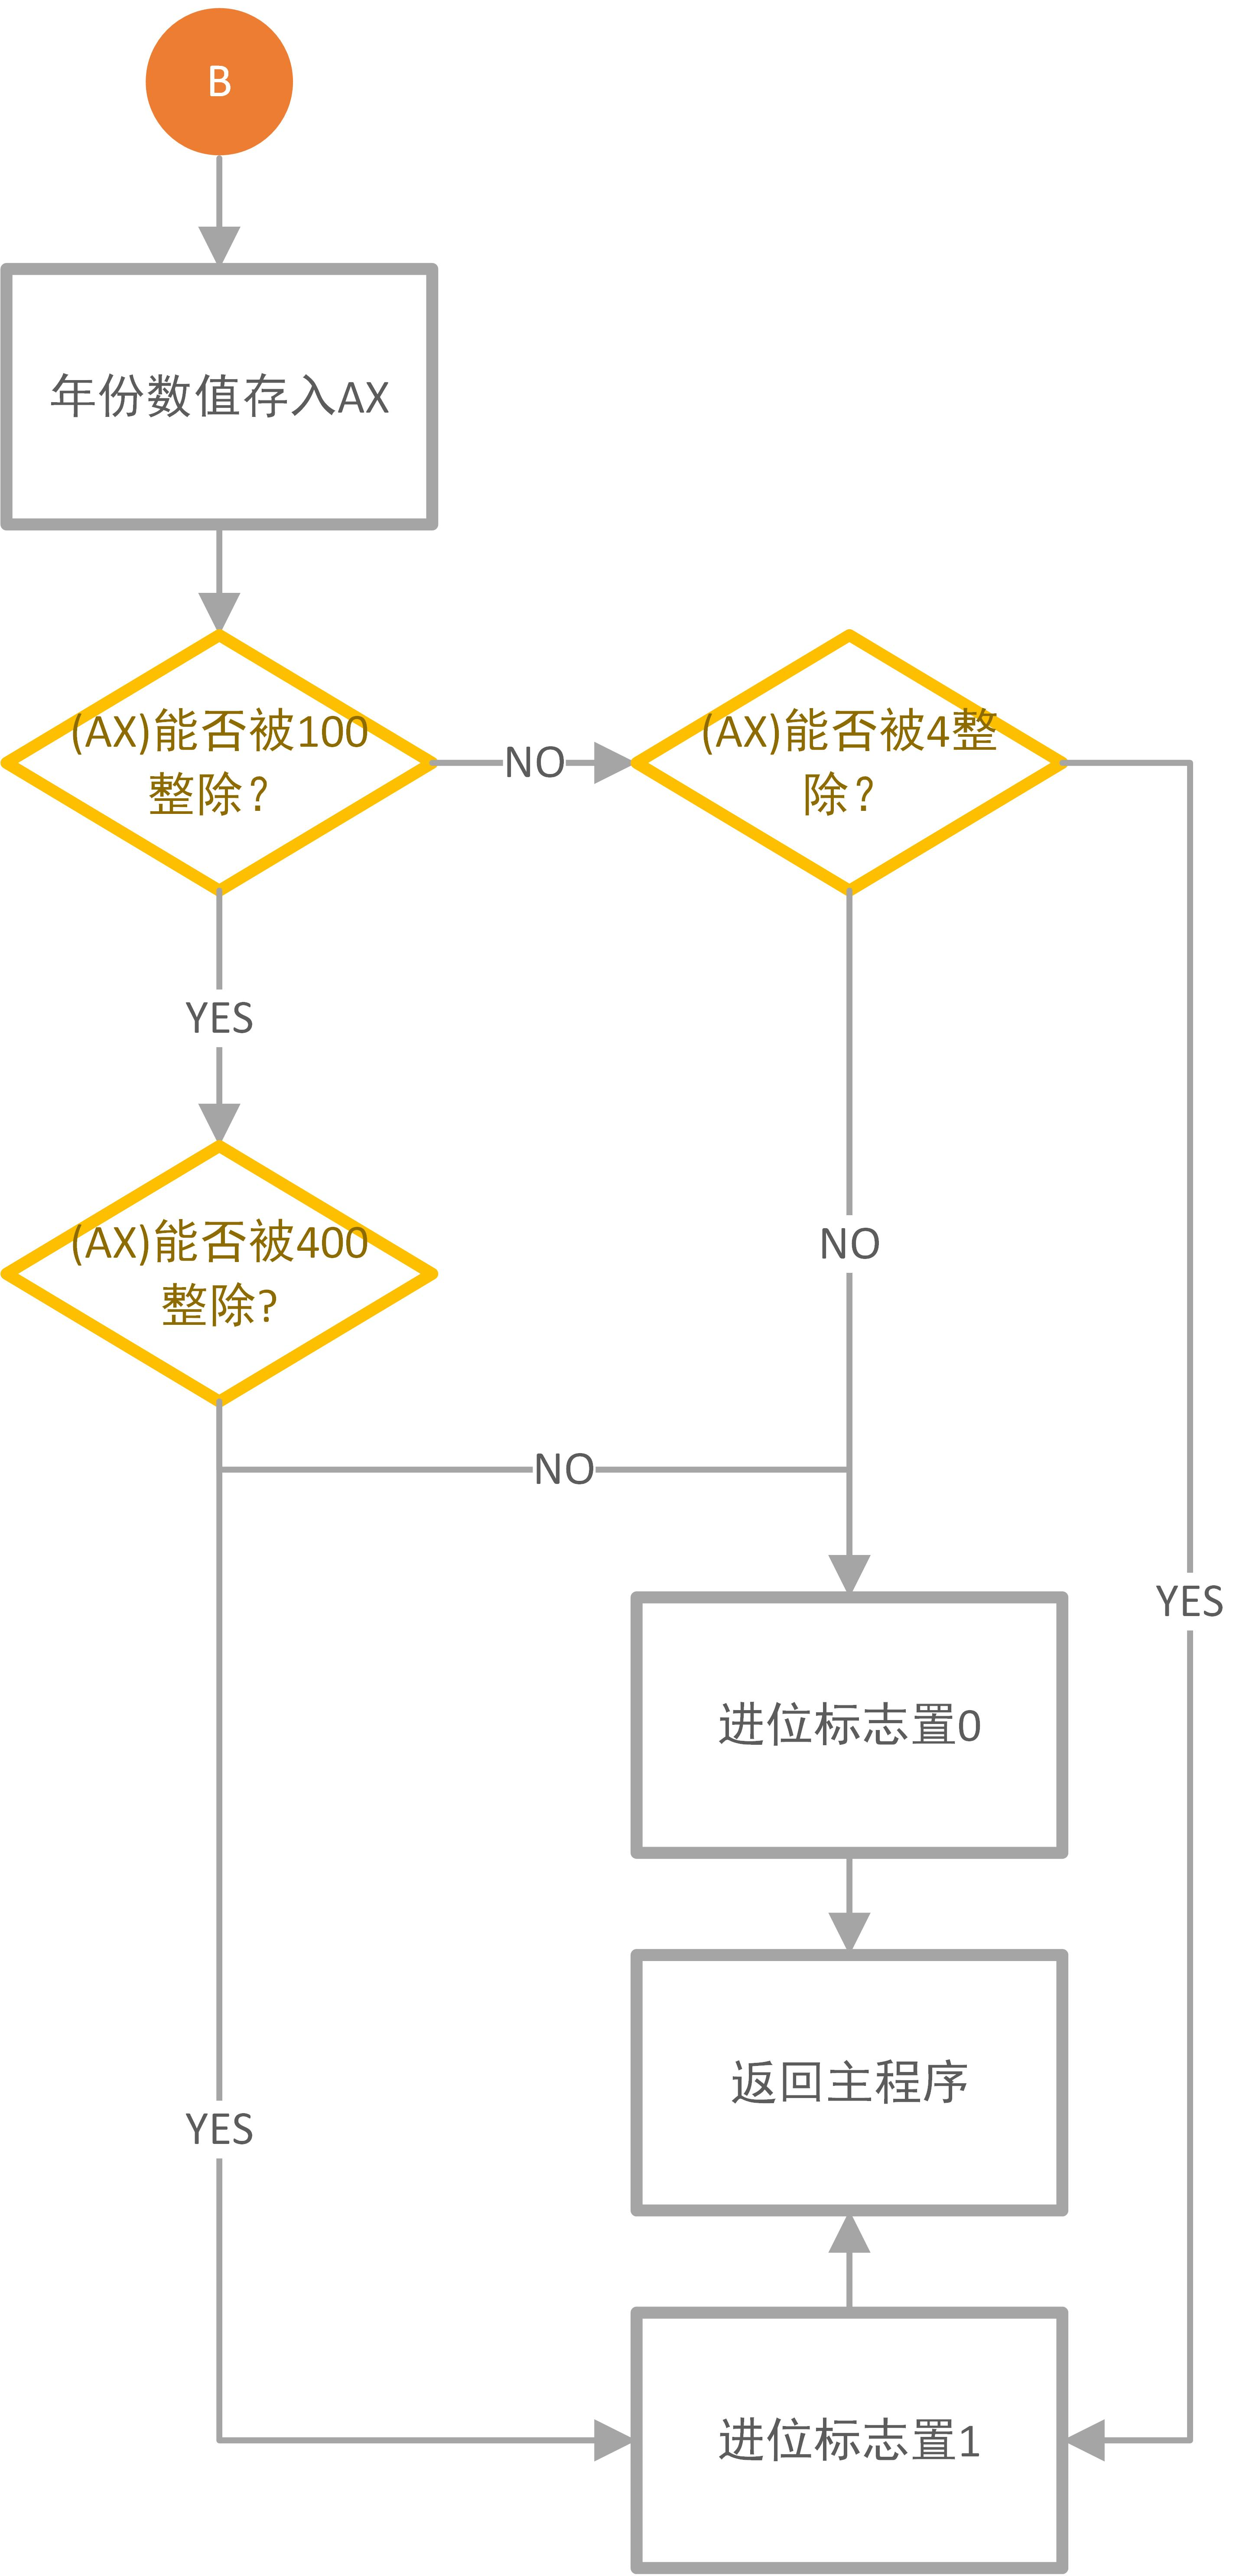 B
年份数值存入AX
(AX)能否被100
整除？
NO
(AX)能否被4整
除？
YES
(AX)能否被400
整除?
NO
NO
YES
进位标志置0
返回主程序
YES
进位标志置1